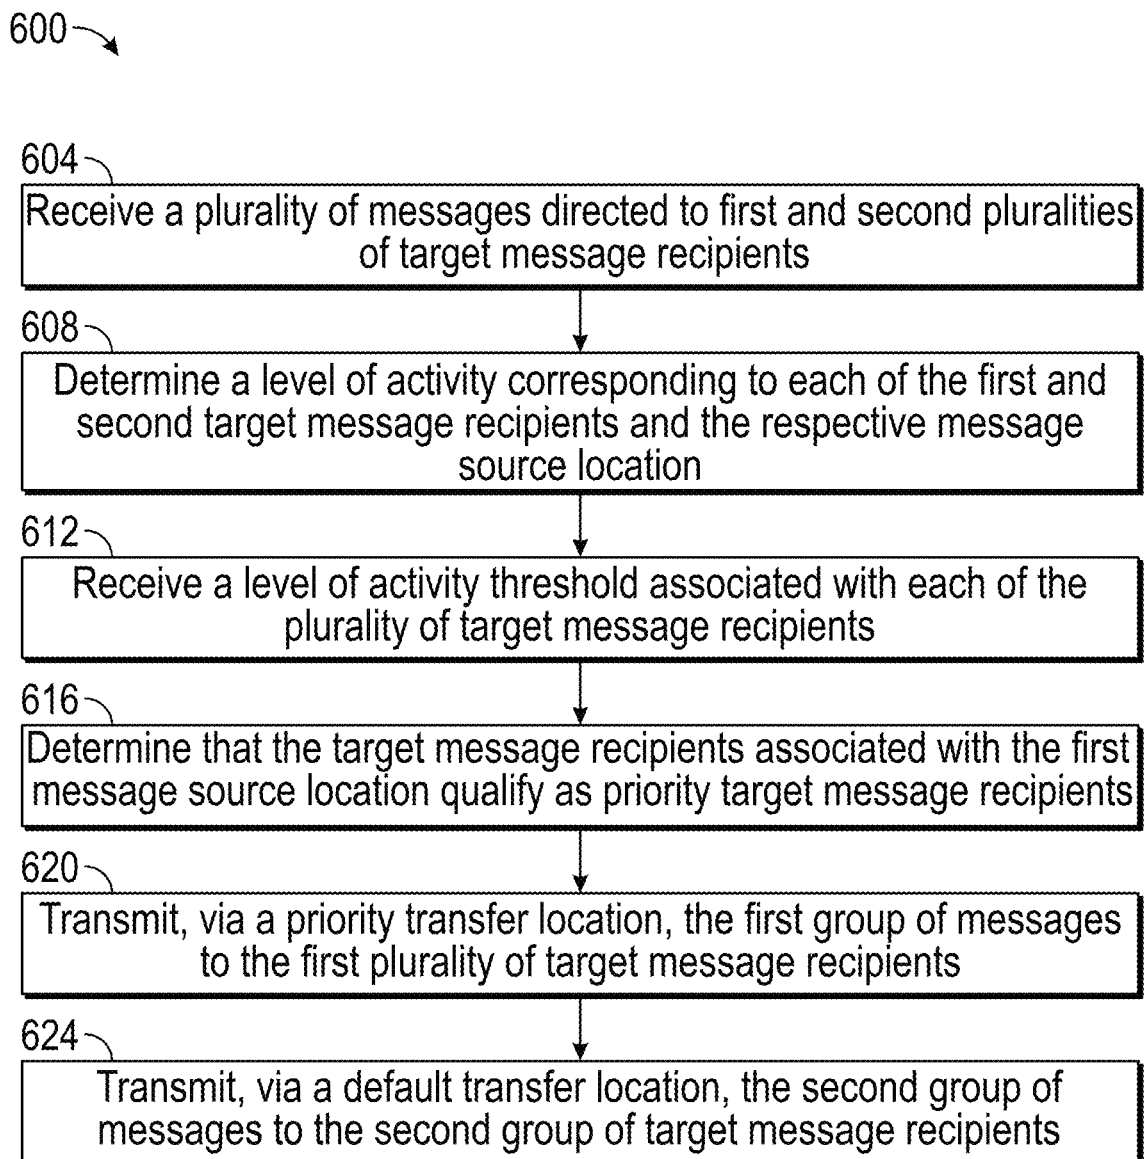 600
604
Receive a plurality of messages directed to first and second pluralities
of target message recipients
608
Determine a level of activity corresponding to each of the first and
second target message recipients and the respective message
source location
612
Receive a level of activity threshold associated with each of the
plurality of target message recipients
616
Determine that the target message recipients associated with the first
message source location qualify as priority target message recipients
620
Transmit, via a priority transfer location, the first group of messages
to the first plurality of target message recipients
624
Transmit, via a default transfer location, the second group of
messages to the second group of target message recipients